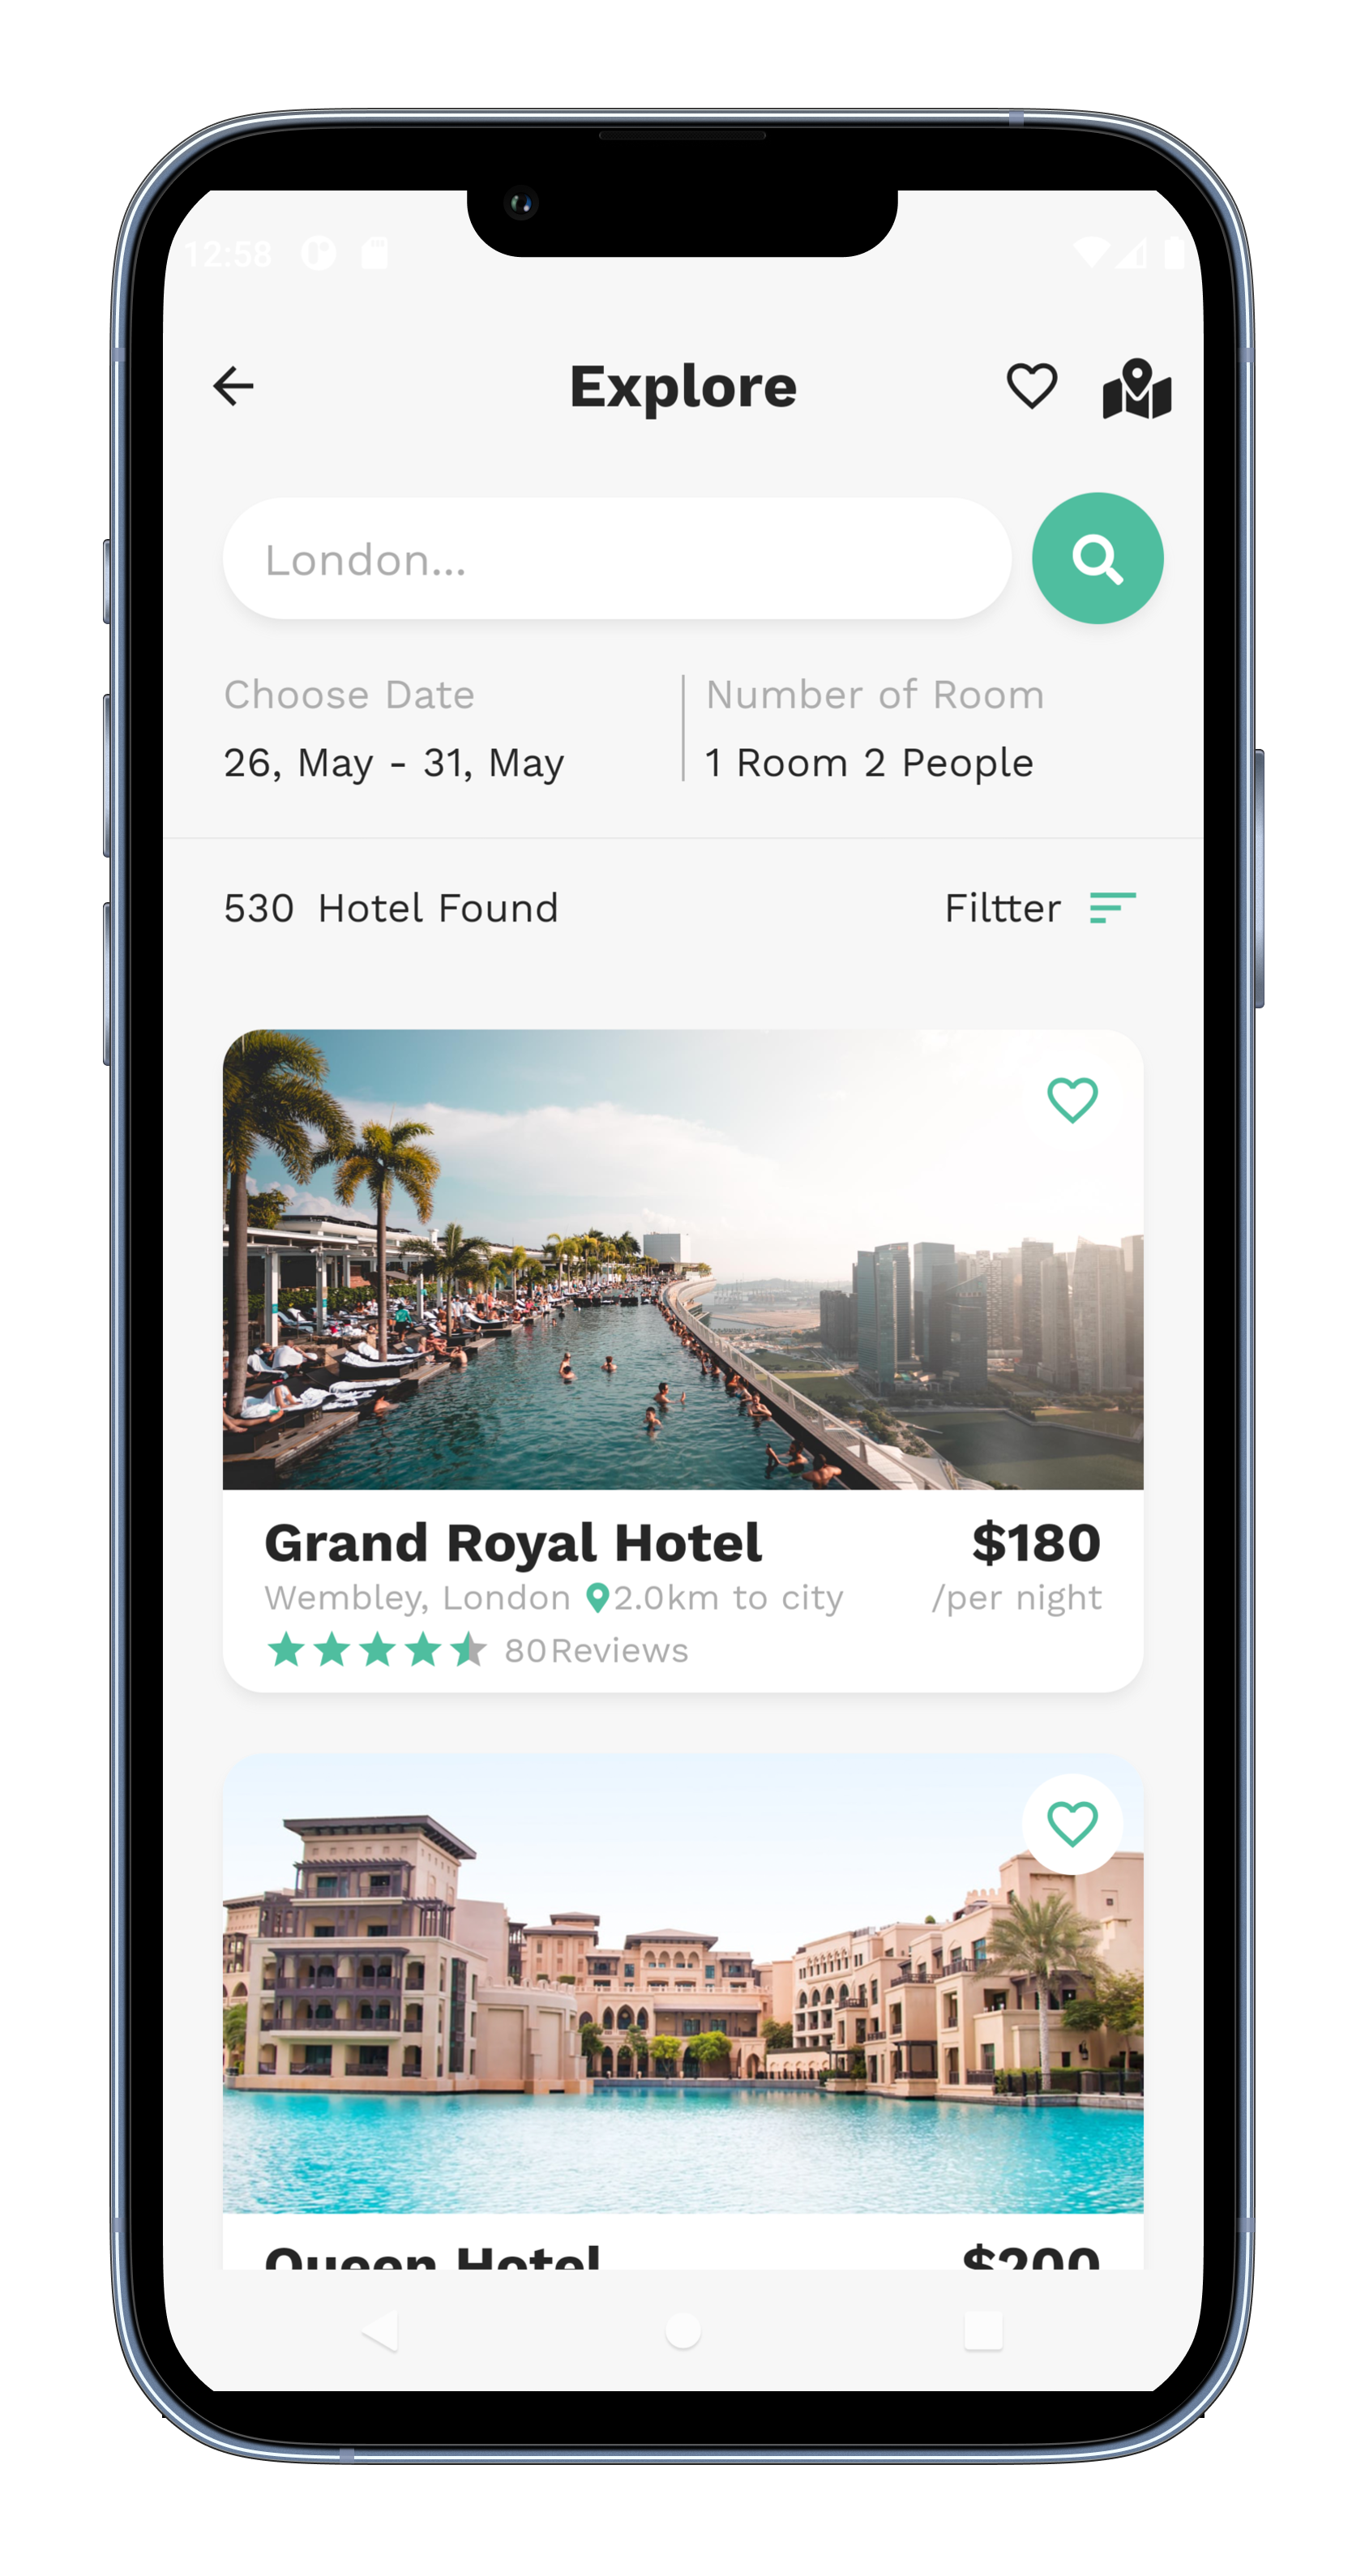 12:58
Explore
London...
Choose Date
Number of Room
26, May - 31, May
1 Room 2 People
530 Hotel Found
Filtter
Grand Royal Hotel
$180
Wembley, London 2.0km to city
/per night
80Reviews
Queen Hotel
$200